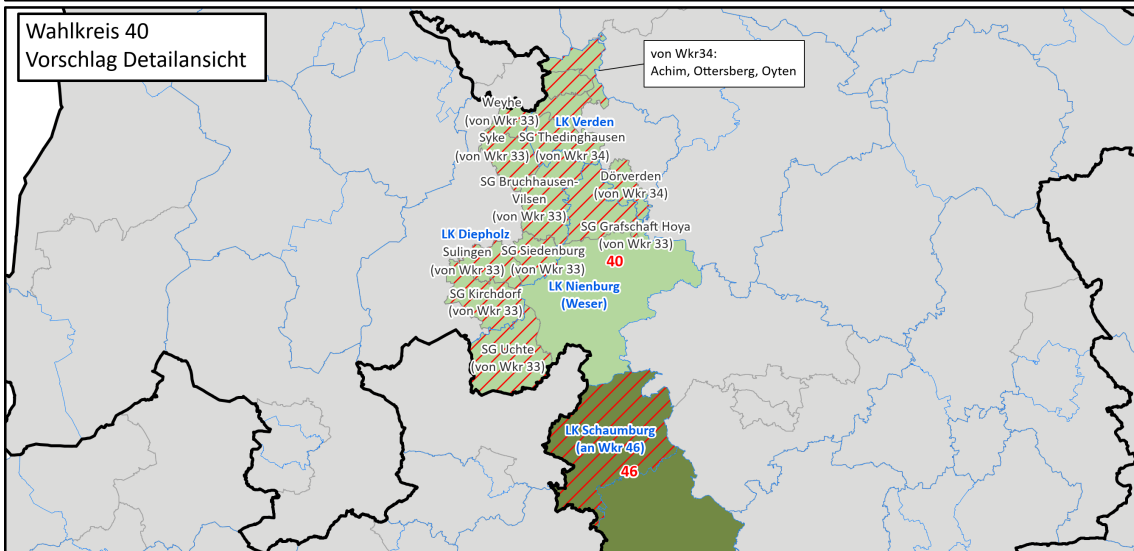 Wahlkreis 40
Vorschlag Detailansicht
von Wkr34:
Achim, Ottersberg, Oyten
Weyhe
(von Wkr 33)
LK Verden
Syke
(von Wkr 33)
SG Thedinghausen
(von Wkr 34)
Dörverden
(von Wkr 34)
SG Bruchhausen-
Vilsen
(von Wkr 33)
SG Grafschaft Hoya
(von Wkr 33)
LK Diepholz
Sulingen
(von Wkr 33)
SG Siedenburg
(von Wkr 33)
40
LK Nienburg
(Weser)
SG Kirchdorf
(von Wkr 33)
SG Uchte
(von Wkr 33)
LK Schaumburg
(an Wkr 46)
46